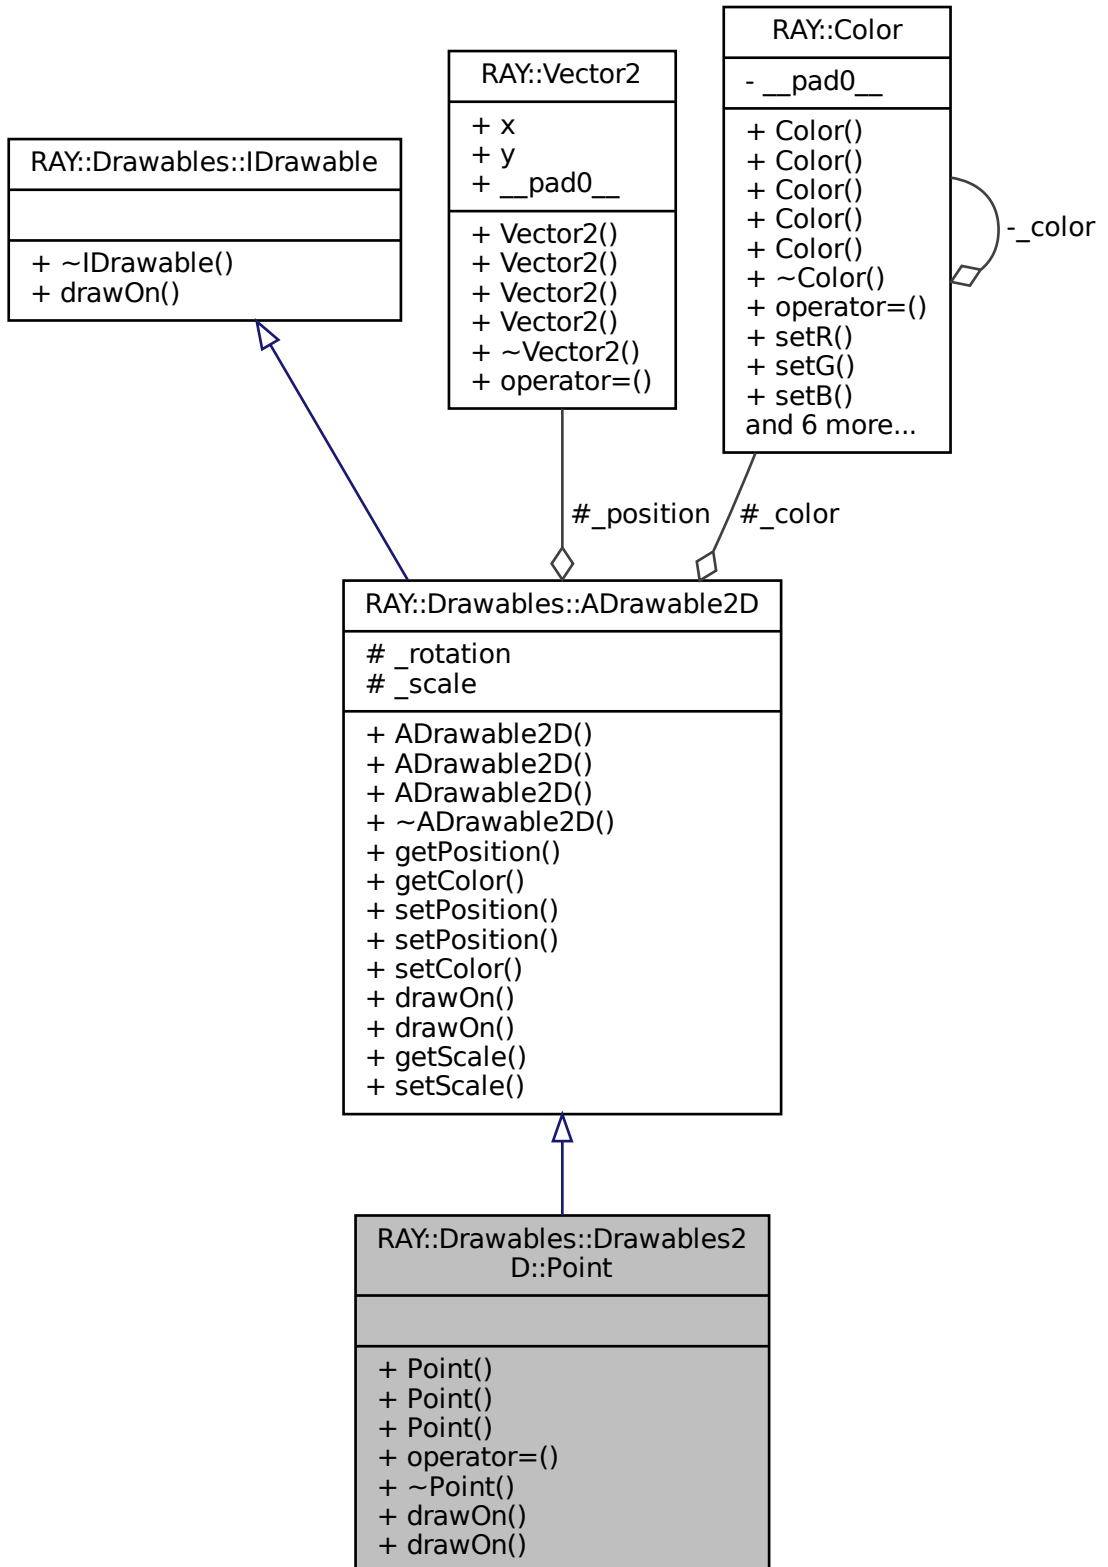 RAY::Color
- __pad0__
+ Color()
+ Color()
+ Color()
+ Color()
+ Color()
+ ~Color()
+ operator=()
+ setR()
+ setG()
+ setB()
and 6 more...
-_color
RAY::Vector2
+ x
+ y
+ __pad0__
+ Vector2()
+ Vector2()
+ Vector2()
+ Vector2()
+ ~Vector2()
+ operator=()
RAY::Drawables::IDrawable
+ ~IDrawable()
+ drawOn()
#_position
#_color
RAY::Drawables::ADrawable2D
# _rotation
# _scale
+ ADrawable2D()
+ ADrawable2D()
+ ADrawable2D()
+ ~ADrawable2D()
+ getPosition()
+ getColor()
+ setPosition()
+ setPosition()
+ setColor()
+ drawOn()
+ drawOn()
+ getScale()
+ setScale()
RAY::Drawables::Drawables2
D::Point
+ Point()
+ Point()
+ Point()
+ operator=()
+ ~Point()
+ drawOn()
+ drawOn()